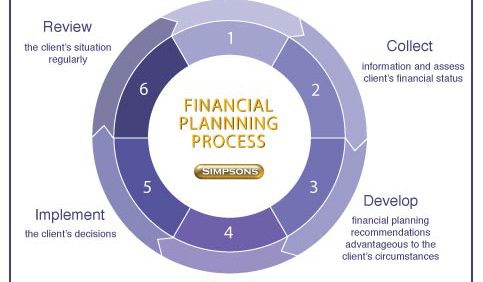 Review
the client's situation
regularly
1
Collect
information and assess
client's financial status
2
6
FINANCIAL
PLANNNING
PROCESS
SIMPSONS
5
3
4
Implement
the client's decisions
Develop
financial planning
recommendations
advantageous to the
client's circumstances